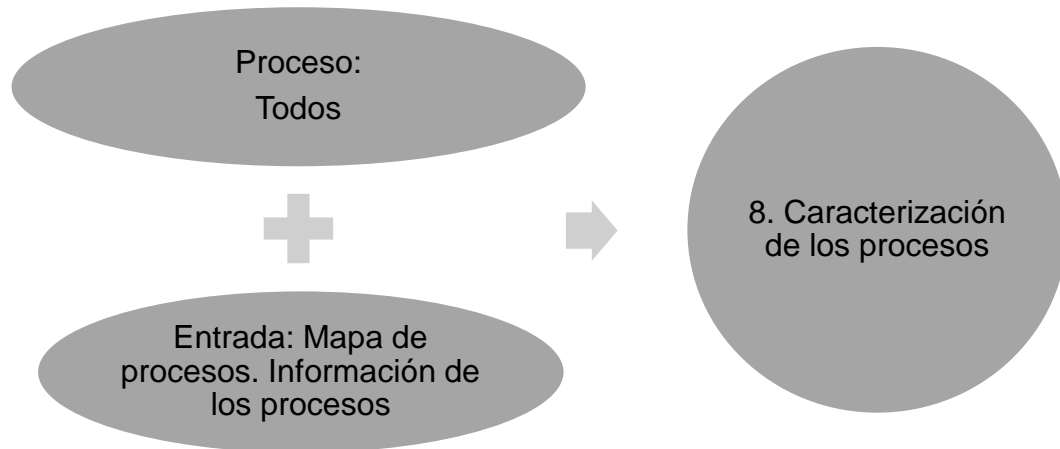 Proceso:
Todos
Entrada: Mapa de
procesos. Información de
los procesos
8. Caracterización
de los procesos